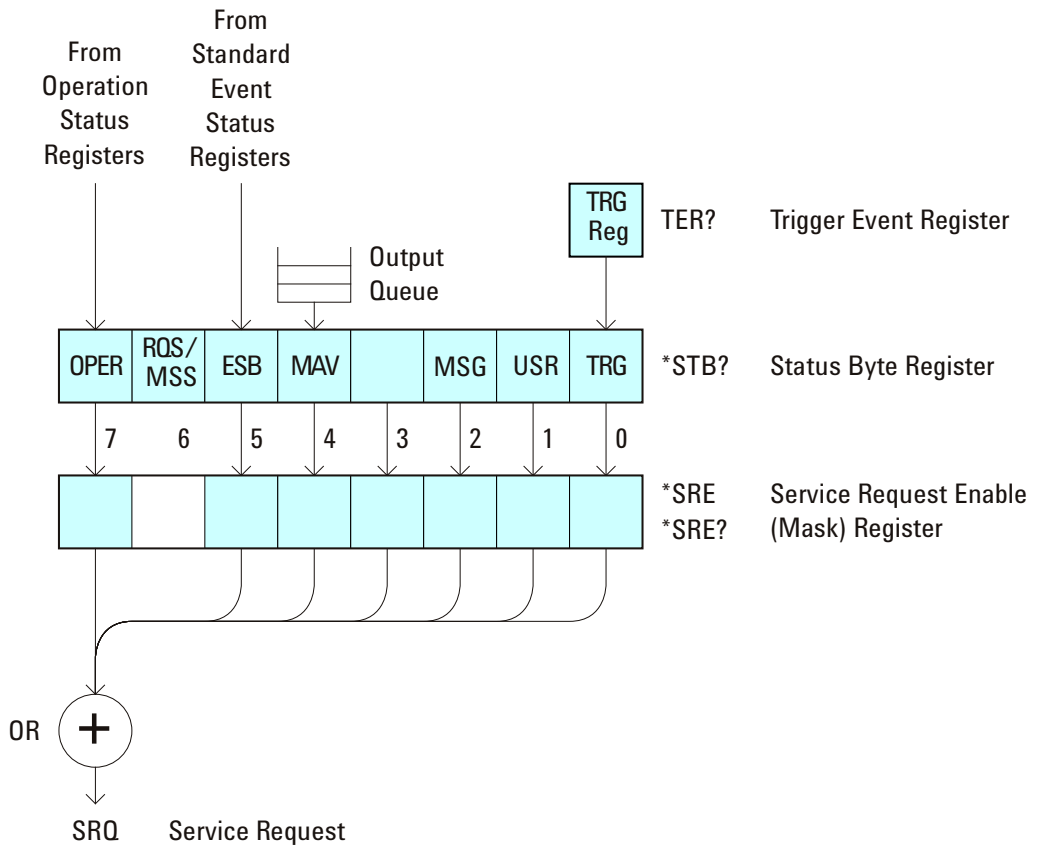 From
Operation
Status
Registers
From
Standard
Event
Status
Registers
TRG
Reg
TER? Trigger Event Register
Output
Queue
OPER RQS/ MSS ESB MAV MSG USR TRG *STB? Status Byte Register
7 6 5 4 3 2 1 0
*SRE Service Request Enable
*SRE? (Mask) Register
OR +
SRQ Service Request